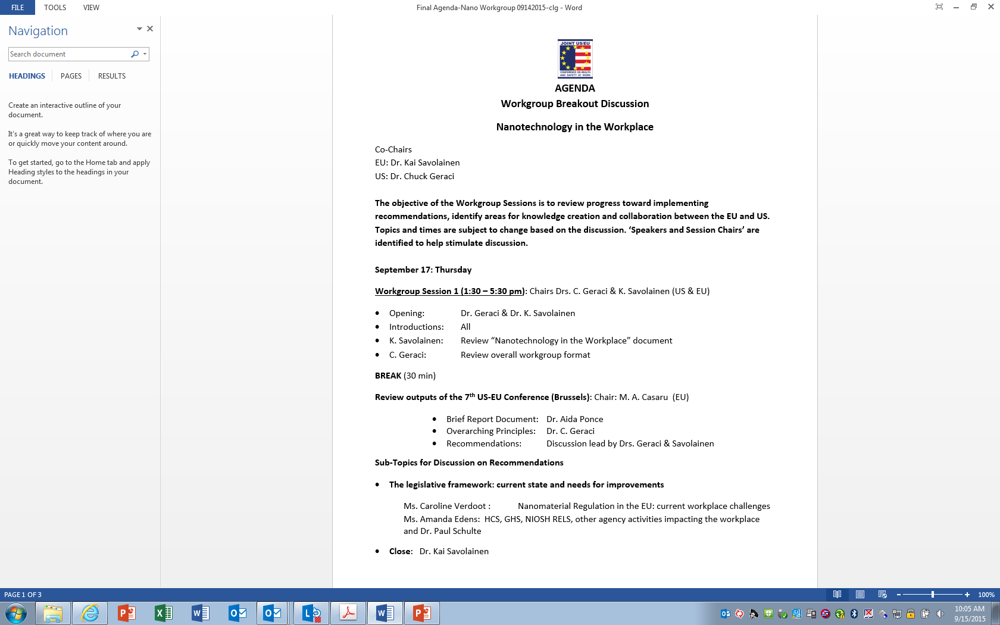 FILE TOOLS VIEW Final Agenda-Nano Workgroup 09142015-clg - Word
Navigation
Search document
HEADINGS PAGES RESULTS
Create an interactive outline of your
document.
It's a great way to keep track of where you are
or quickly move your content around.
To get started, go to the Home tab and apply
Heading styles to the headings in your
document.
JOINT US/EU
CONFERENCE ON HEALTH
AND SAFETY AT WORK
AGENDA
Workgroup Breakout Discussion
Nanotechnology in the Workplace
Co-Chairs
EU: Dr. Kai Savolainen
US: Dr. Chuck Geraci
The objective of the Workgroup Sessions is to review progress toward implementing
recommendations, identify areas for knowledge creation and collaboration between the EU and US.
Topics and times are subject to change based on the discussion. ‘Speakers and Session Chairs’ are
identified to help stimulate discussion.
September 17: Thursday
Workgroup Session 1 (1:30 – 5:30 pm): Chairs Drs. C. Geraci & K. Savolainen (US & EU)
• Opening: Dr. Geraci & Dr. K. Savolainen
• Introductions: All
• K. Savolainen: Review “Nanotechnology in the Workplace” document
• C. Geraci: Review overall workgroup format
BREAK (30 min)
Review outputs of the 7th US-EU Conference (Brussels): Chair: M. A. Casaru (EU)
• Brief Report Document: Dr. Aida Ponce
• Overarching Principles: Dr. C. Geraci
• Recommendations: Discussion lead by Drs. Geraci & Savolainen
Sub-Topics for Discussion on Recommendations
• The legislative framework: current state and needs for improvements
Ms. Caroline Verdoot : Nanomaterial Regulation in the EU: current workplace challenges
Ms. Amanda Edens: HCS, GHS, NIOSH RELS, other agency activities impacting the workplace
and Dr. Paul Schulte
• Close: Dr. Kai Savolainen
PAGE 1 OF 3 100%
10:05 AM
9/15/2015